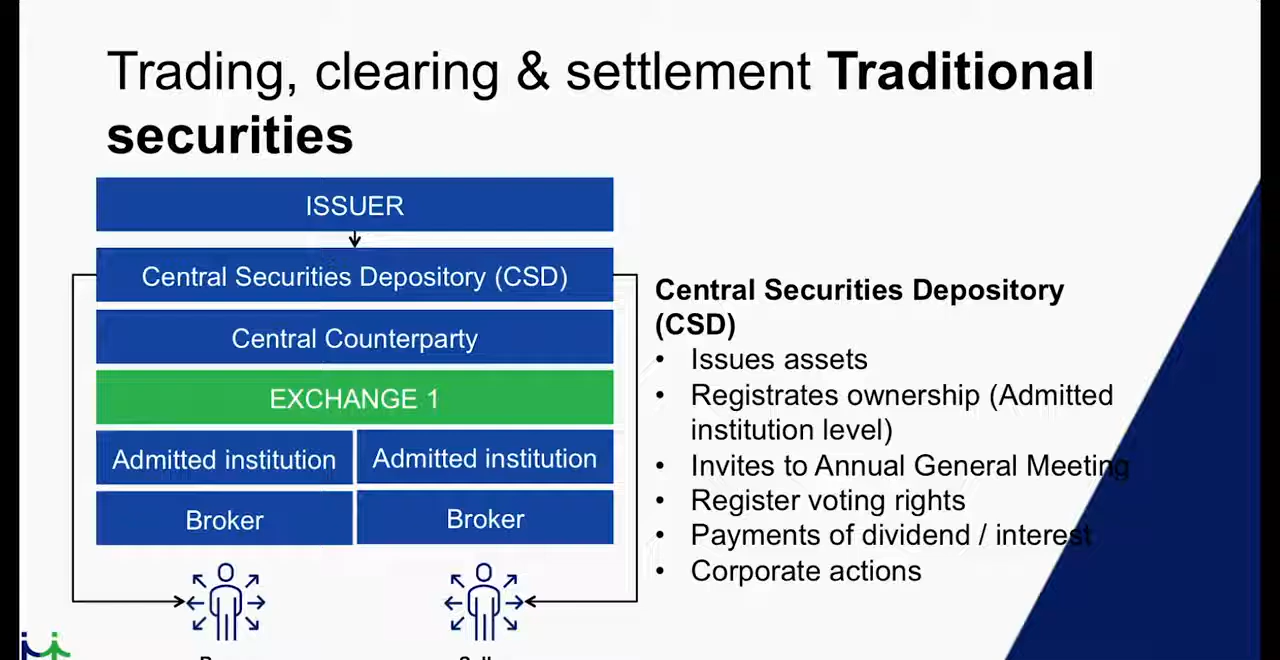 Trading, clearing & settlement Traditional
securities
ISSUER
Central Securities Depository (CSD)
Central Counterparty
EXCHANGE 1
Admitted institution
Admitted institution
Broker
Broker
Central Securities Depository
(CSD)
• Issues assets
• Registrates ownership (Admitted
institution level)
• Invites to Annual General Meeting
• Register voting rights
• Payments of dividend / interest
• Corporate actions